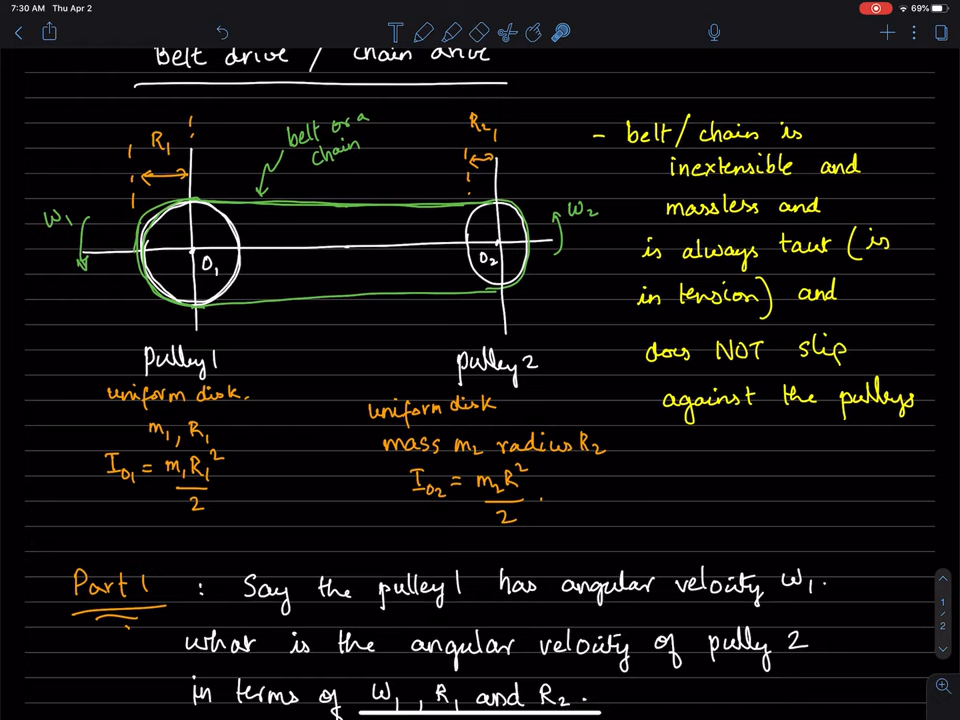 7:30 AM Thu Apr 2
69%
Belt drive / chain drive
R1
belt or a
chain
R2
ω1
ω2
O1
O2
Pulley 1
uniform disk.
m1, R1
I_O1 = m1R1²
2
pulley 2
uniform disk
mass m2 radius R2
I_O2 = m2R²
2
- belt/chain is
inextensible and
massless and
is always taut (is
in tension) and
does NOT slip
against the pulleys
Part 1 : Say the pulley 1 has angular velocity ω1.
what is the angular velocity of pully 2
in terms of ω1, R1 and R2.
1
2